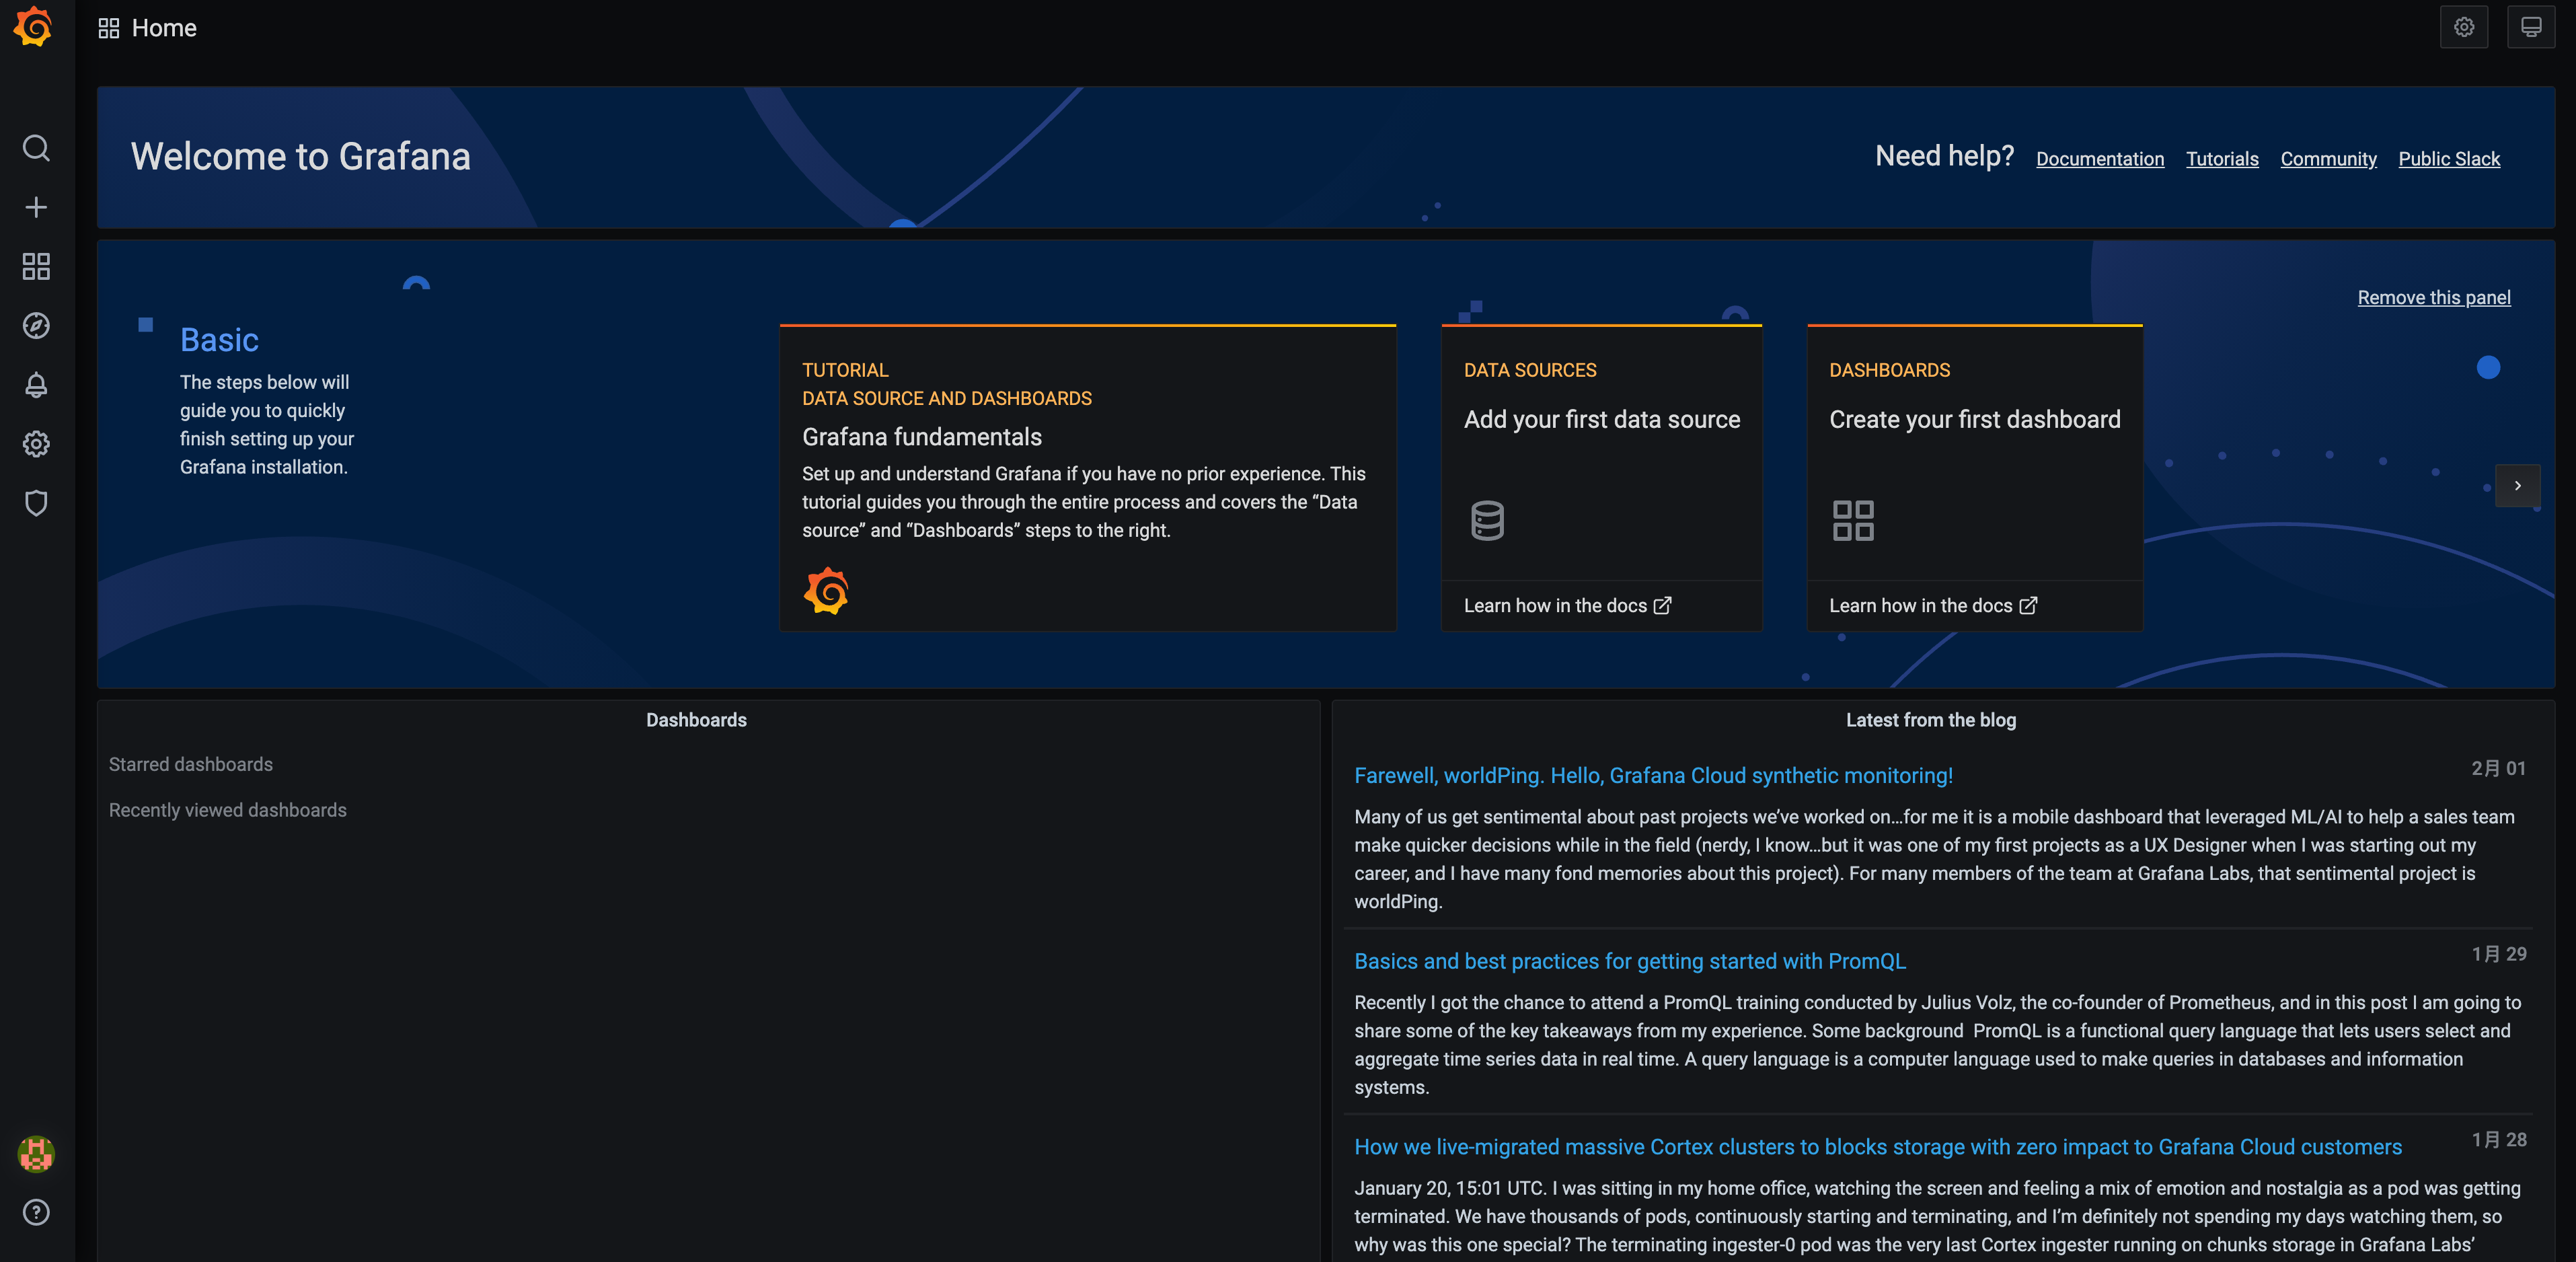 Home
Welcome to Grafana
Need help? Documentation Tutorials Community Public Slack
Remove this panel
Basic
The steps below will
guide you to quickly
finish setting up your
Grafana installation.
TUTORIAL
DATA SOURCE AND DASHBOARDS
Grafana fundamentals
Set up and understand Grafana if you have no prior experience. This
tutorial guides you through the entire process and covers the “Data
source” and “Dashboards” steps to the right.
DATA SOURCES
Add your first data source
Learn how in the docs
DASHBOARDS
Create your first dashboard
Learn how in the docs
Dashboards
Starred dashboards
Recently viewed dashboards
Latest from the blog
Farewell, worldPing. Hello, Grafana Cloud synthetic monitoring!
2月 01
Many of us get sentimental about past projects we’ve worked on…for me it is a mobile dashboard that leveraged ML/AI to help a sales team
make quicker decisions while in the field (nerdy, I know…but it was one of my first projects as a UX Designer when I was starting out my
career, and I have many fond memories about this project). For many members of the team at Grafana Labs, that sentimental project is
worldPing.
Basics and best practices for getting started with PromQL
1月 29
Recently I got the chance to attend a PromQL training conducted by Julius Volz, the co-founder of Prometheus, and in this post I am going to
share some of the key takeaways from my experience. Some background  PromQL is a functional query language that lets users select and
aggregate time series data in real time. A query language is a computer language used to make queries in databases and information
systems.
How we live-migrated massive Cortex clusters to blocks storage with zero impact to Grafana Cloud customers
1月 28
January 20, 15:01 UTC. I was sitting in my home office, watching the screen and feeling a mix of emotion and nostalgia as a pod was getting
terminated. We have thousands of pods, continuously starting and terminating, and I’m definitely not spending my days watching them, so
why was this one special? The terminating ingester-0 pod was the very last Cortex ingester running on chunks storage in Grafana Labs’